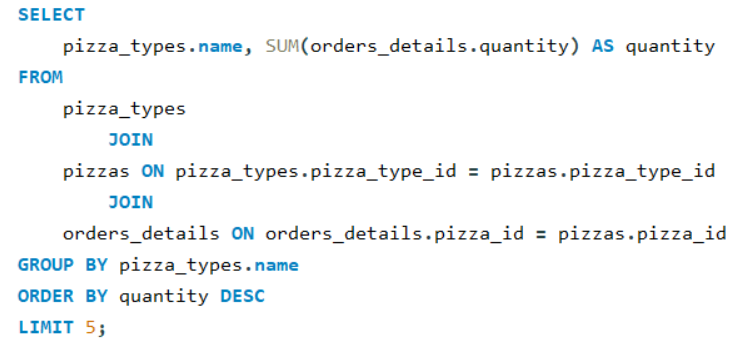 SELECT
pizza_types.name, SUM(orders_details.quantity) AS quantity
FROM
pizza_types
JOIN
pizzas ON pizza_types.pizza_type_id = pizzas.pizza_type_id
JOIN
orders_details ON orders_details.pizza_id = pizzas.pizza_id
GROUP BY pizza_types.name
ORDER BY quantity DESC
LIMIT 5;